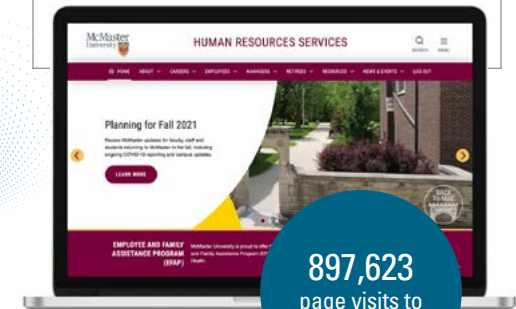 McMaster
University
HUMAN RESOURCES SERVICES
SEARCH
MENU
HOME ABOUT CAREERS EMPLOYEES MANAGERS RETIREES RESOURCES NEWS & EVENTS LOG OUT
Planning for Fall 2021
Review McMaster updates for faculty, staff and
students returning to McMaster in the fall, including
ongoing COVID-19 reporting and campus updates.
LEARN MORE
BACK
TO MAC
EMPLOYEE AND FAMILY
ASSISTANCE PROGRAM
(EFAP)
McMaster University is proud to offer
and Family Assistance Program
Health.
897,623
page visits to